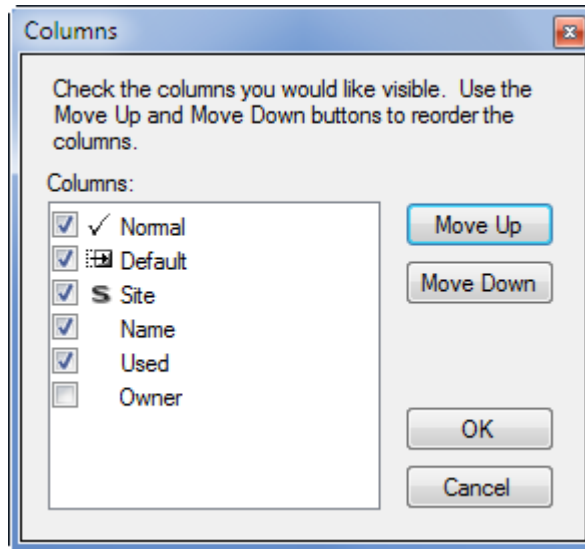 Columns
Check the columns you would like visible. Use the
Move Up and Move Down buttons to reorder the
columns.
Columns:
Normal
Default
S Site
Name
Used
Owner
Move Up
Move Down
OK
Cancel